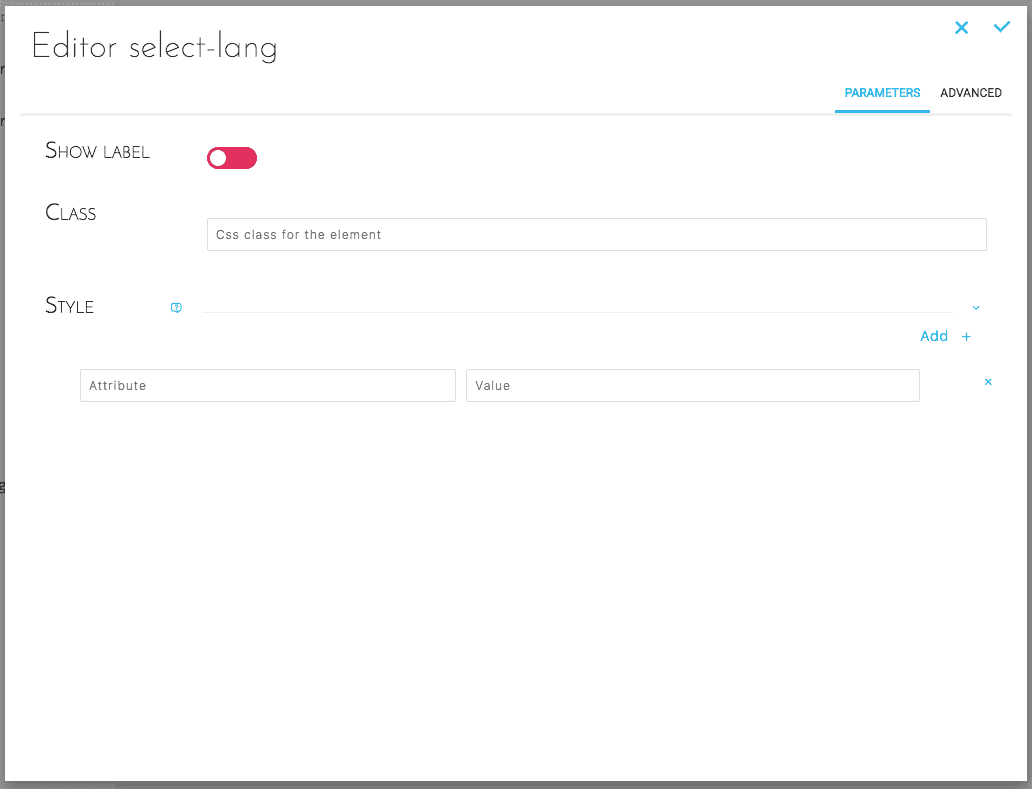 Editor select-lang
PARAMETERS ADVANCED
Show label
Class
Css class for the element
Style
Add +
Attribute Value